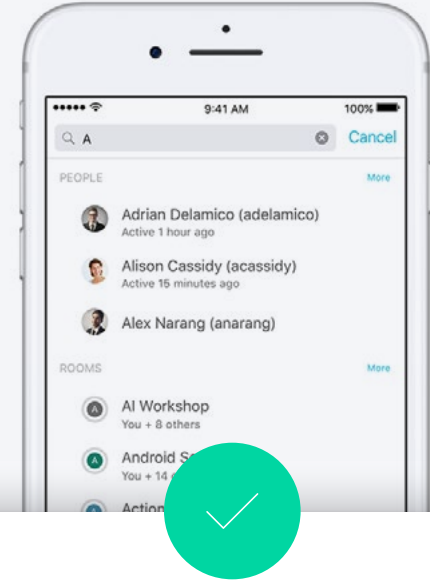 9:41 AM
100%
A
Cancel
PEOPLE
More
Adrian Delamico (adelamico)
Active 1 hour ago
Alison Cassidy (acassidy)
Active 15 minutes ago
Alex Narang (anarang)
ROOMS
More
A
AI Workshop
You + 8 others
A
Android
You + 14
A
Action